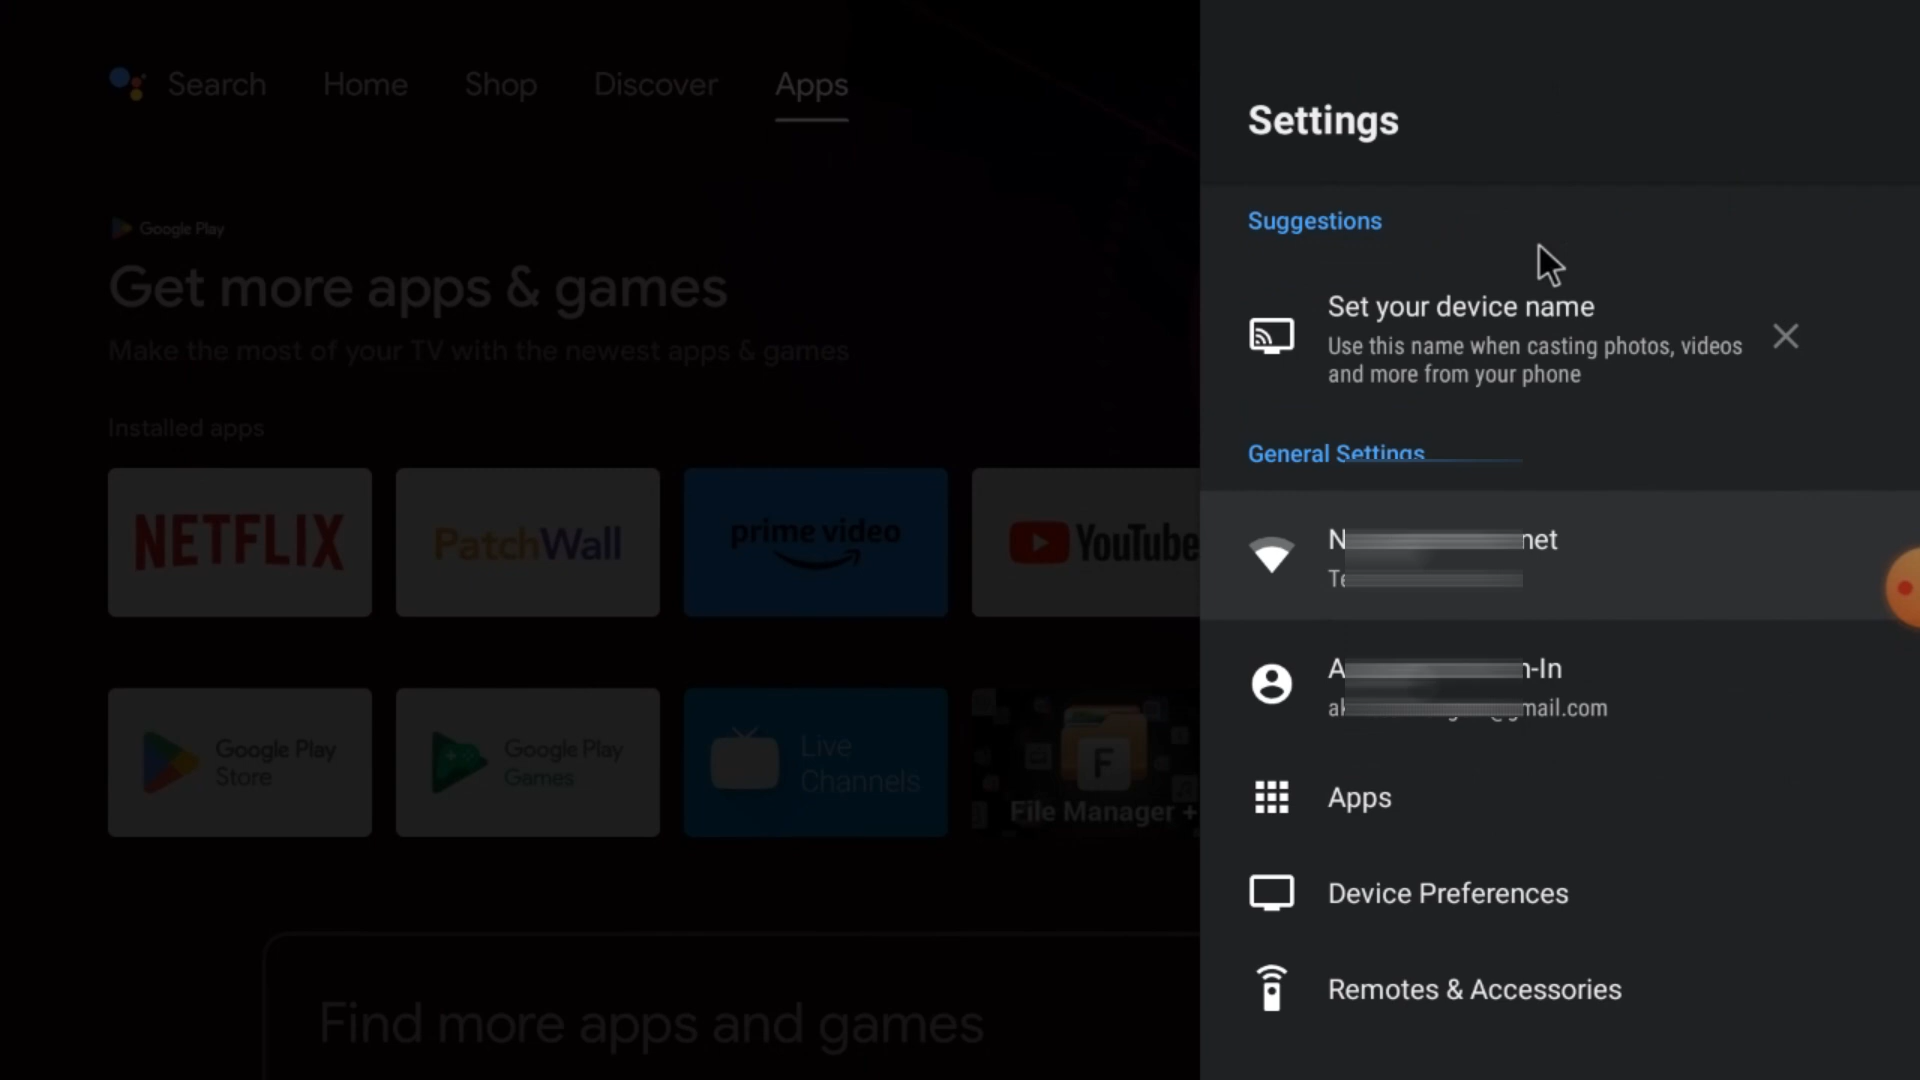 Search Home Shop Discover Apps
Google Play
Get more apps & games
Make the most of your TV with the newest apps & games
Installed apps
NETFLIX
PatchWall
prime video
YouTube
Google Play
Store
Google Play
Games
Live
Channels
F
File Manager +
Find more apps and games
Settings
Suggestions
Set your device name
Use this name when casting photos, videos
and more from your phone
General Settings
Apps
Device Preferences
Remotes & Accessories